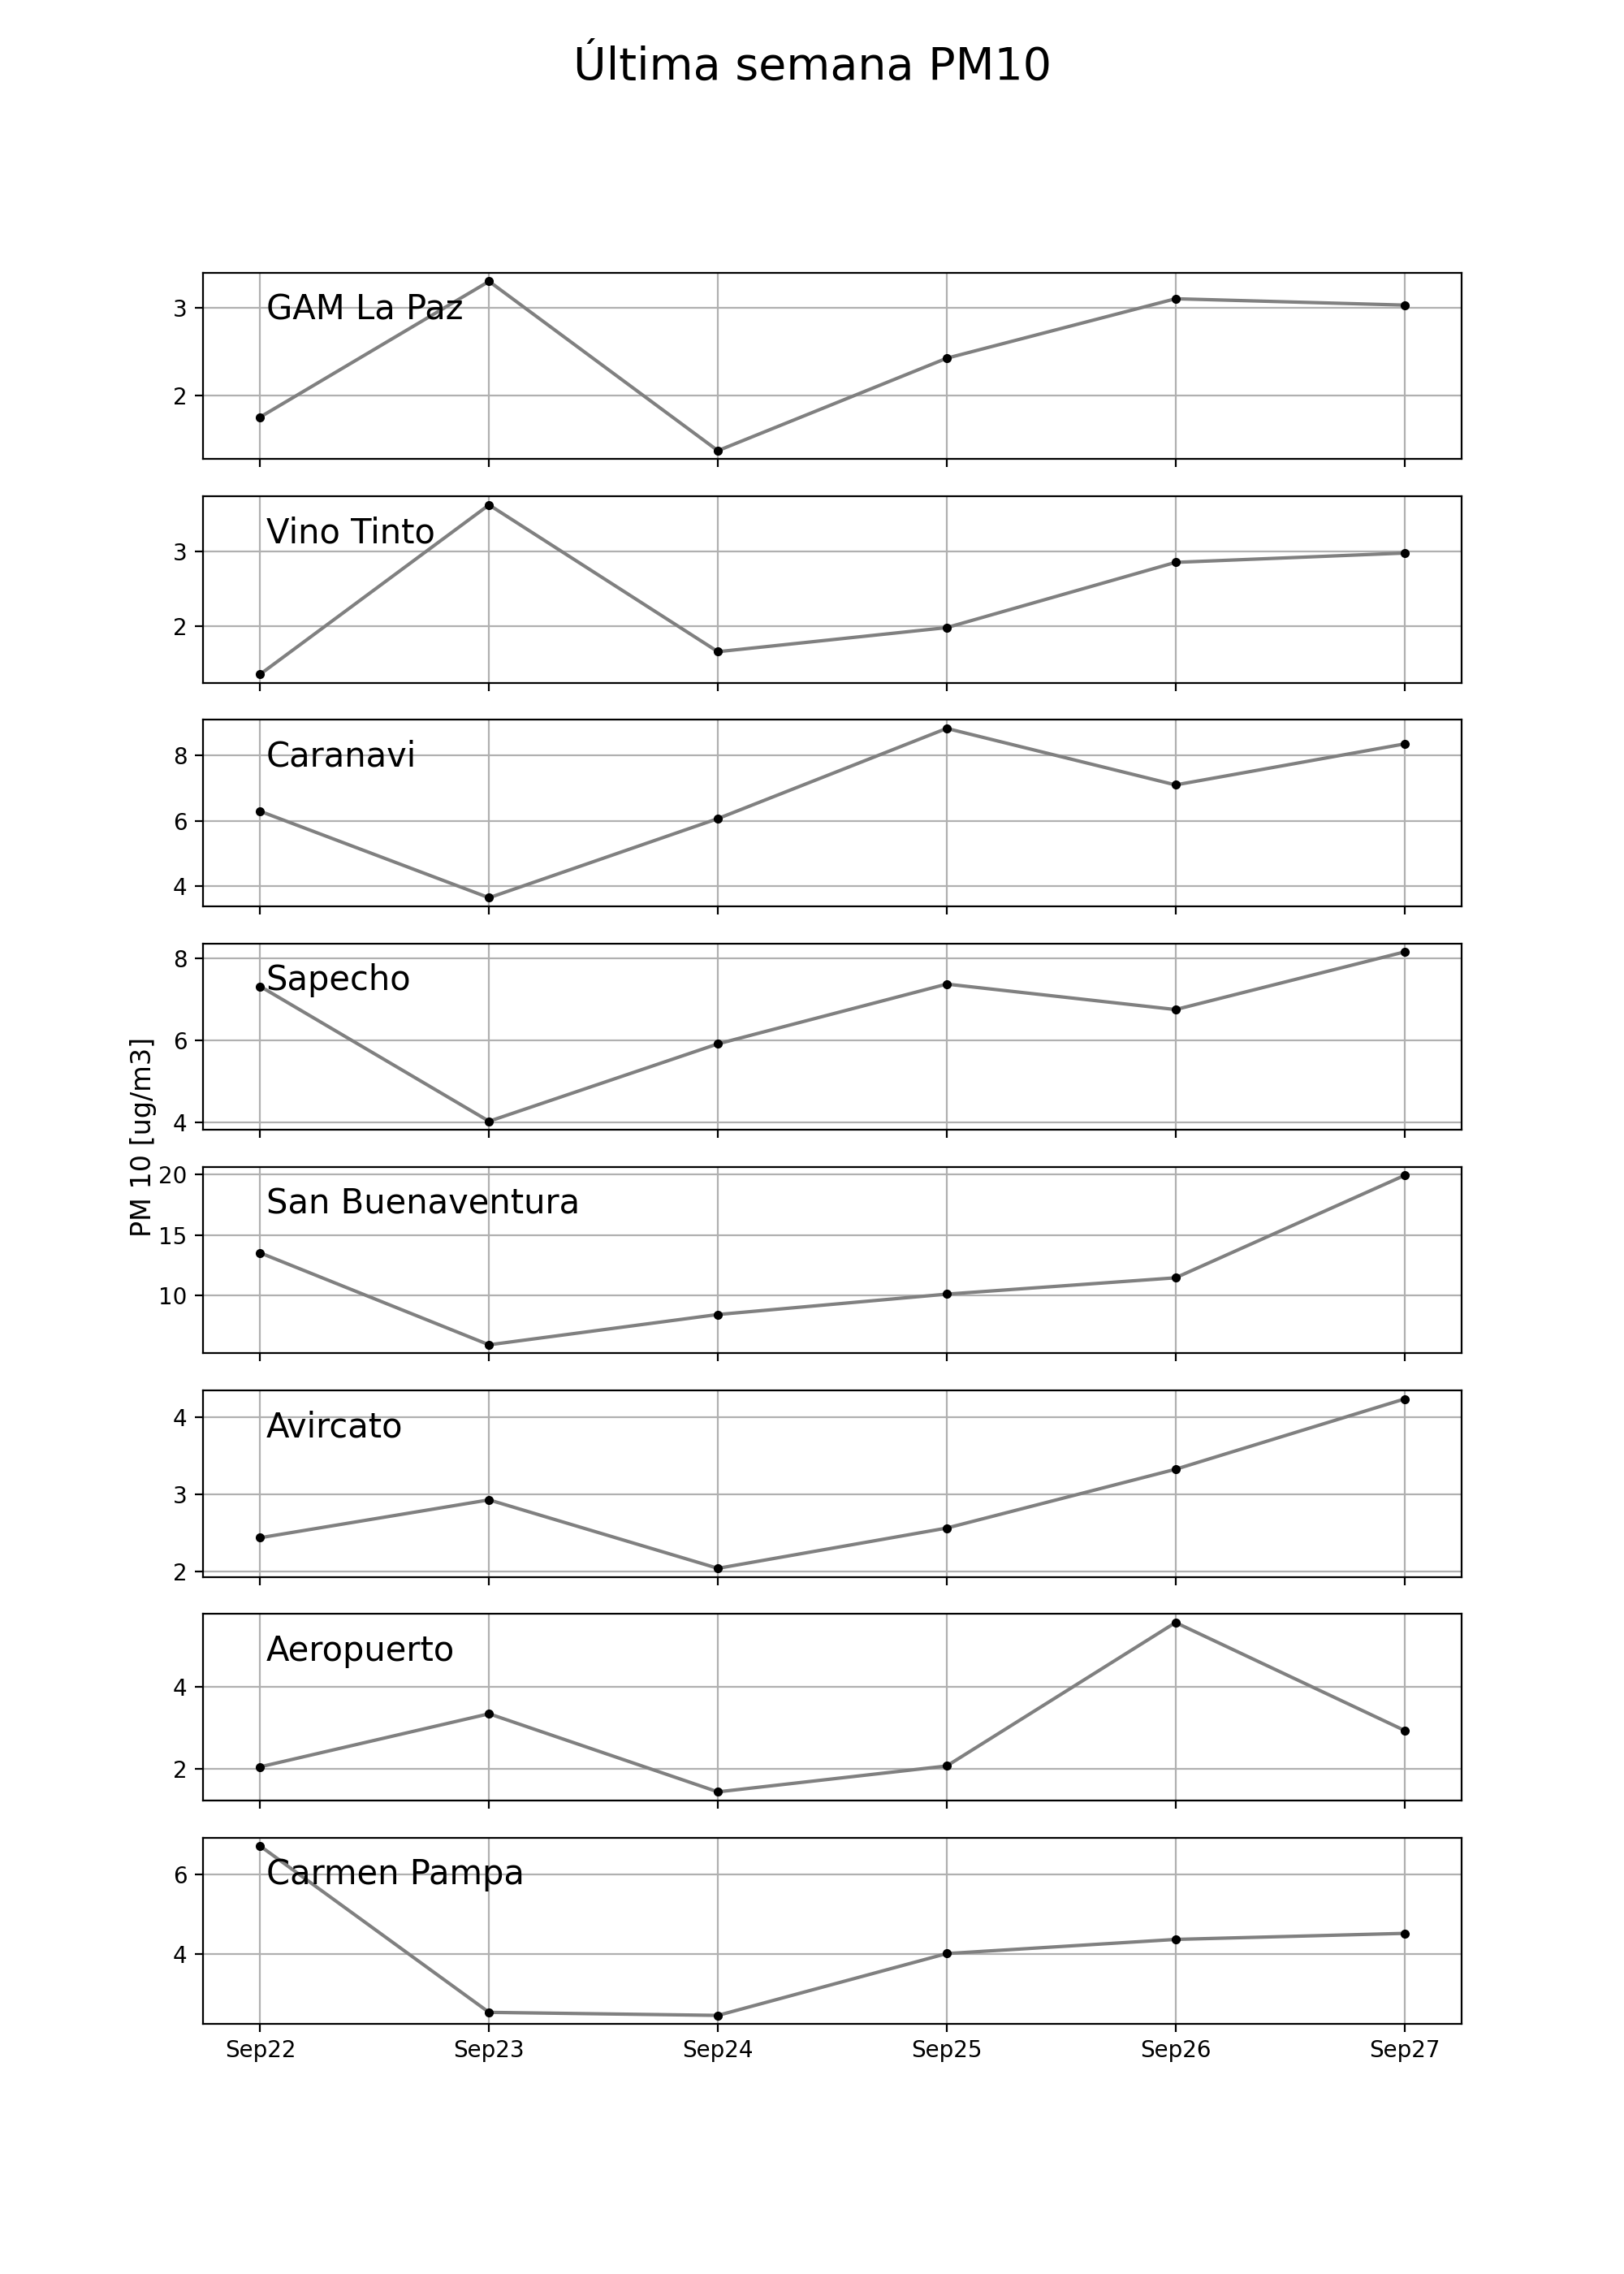 Última semana PM10
GAM La Paz
3
2
Vino Tinto
3
2
Caranavi
8
6
4
Sapecho
8
6
4
PM 10 [ug/m3]
San Buenaventura
20
15
10
Avircato
4
3
2
Aeropuerto
4
2
Carmen Pampa
6
4
Sep22 Sep23 Sep24 Sep25 Sep26 Sep27